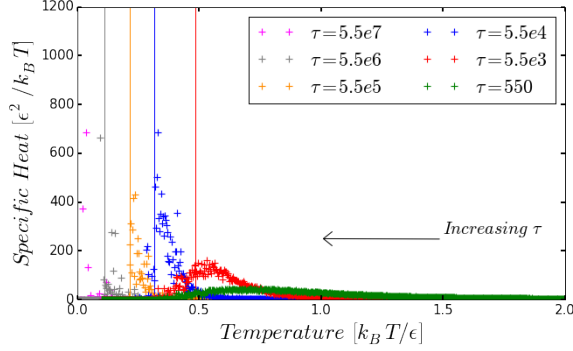 1200
1000
800
600
400
200
0
0.0 0.5 1.0 1.5 2.0
Specific Heat [ϵ² /k_B T]
Temperature [k_B T/ϵ]
τ=5.5e7 τ=5.5e4
τ=5.5e6 τ=5.5e3
τ=5.5e5 τ=550
Increasing τ